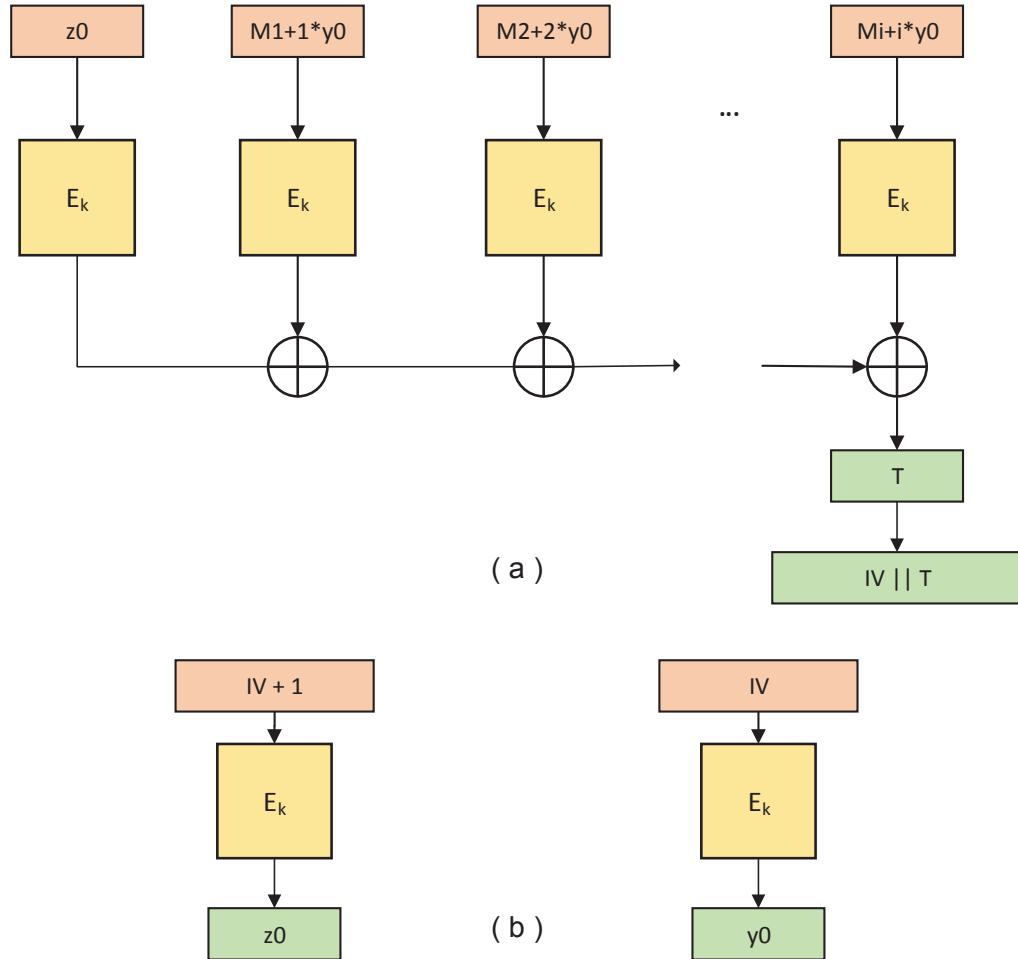 z0
M1+1*y0
M2+2*y0
Mi+i*y0
...
Ek
Ek
Ek
Ek
T
IV || T
( a )
IV + 1
IV
Ek
Ek
z0
y0
( b )